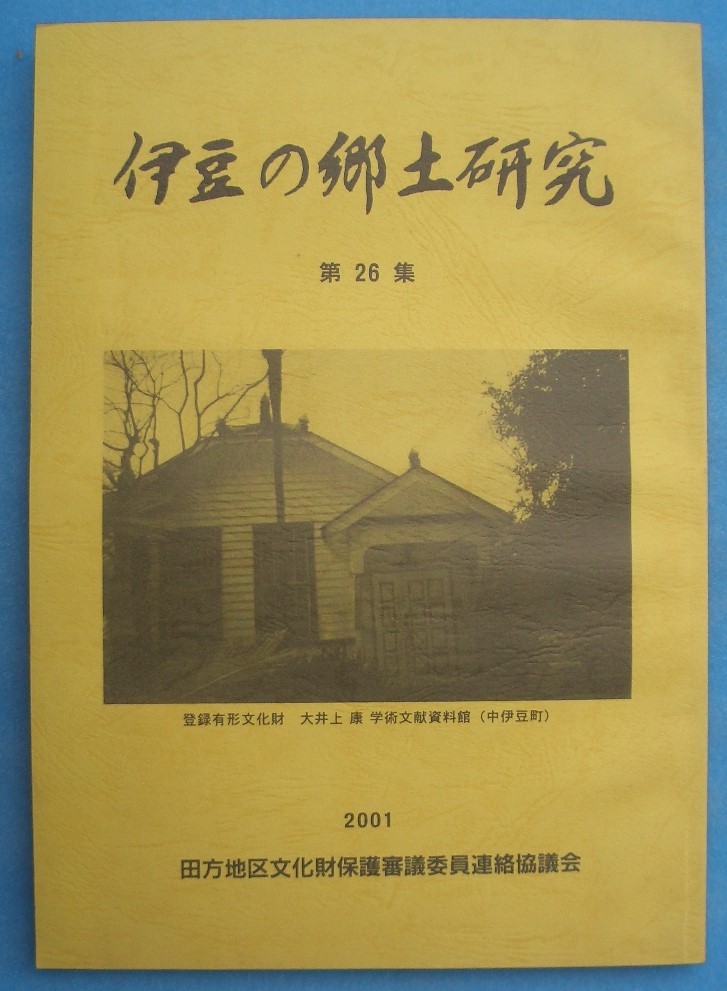 伊豆の郷土研究
第 26 集
登録有形文化財　大井上 康 学術文献資料館（中伊豆町）
2001
田方地区文化財保護審議委員連絡協議会